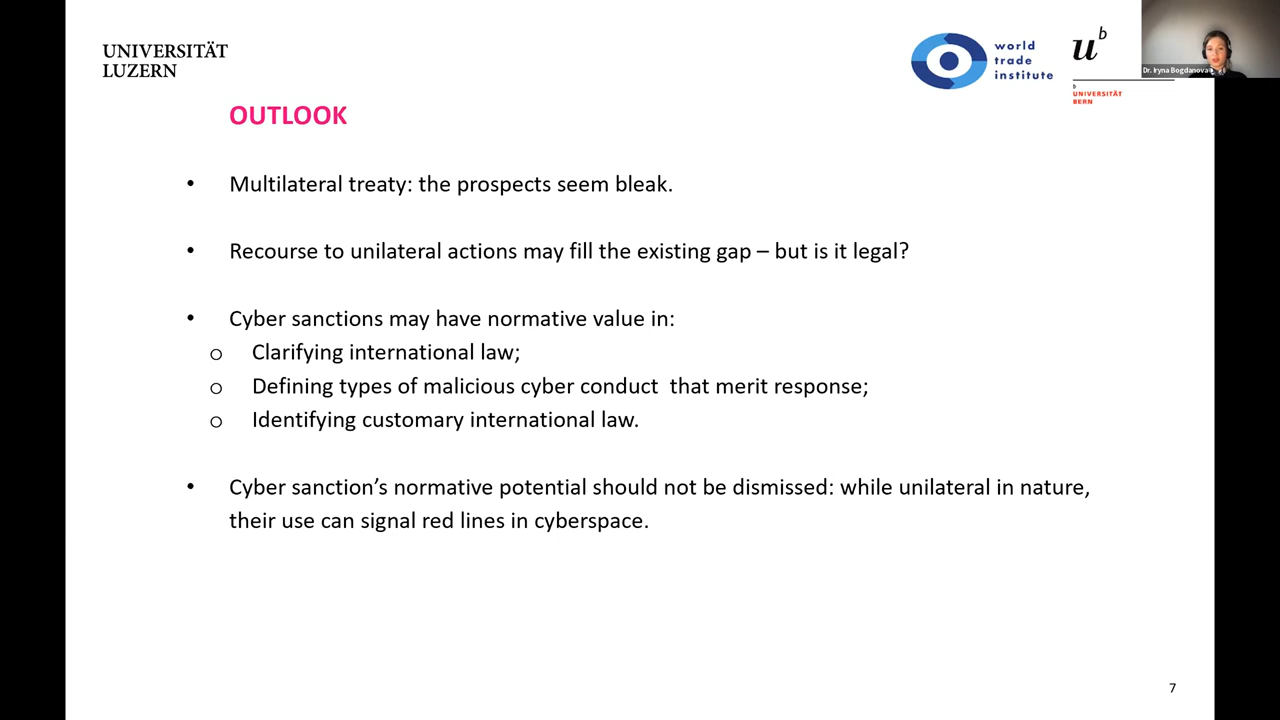 UNIVERSITÄT
LUZERN
world
trade
institute
u^b
b
UNIVERSITÄT
BERN
Dr. Iryna Bogdanova
OUTLOOK
• Multilateral treaty: the prospects seem bleak.
• Recourse to unilateral actions may fill the existing gap – but is it legal?
• Cyber sanctions may have normative value in:
o Clarifying international law;
o Defining types of malicious cyber conduct  that merit response;
o Identifying customary international law.
• Cyber sanction’s normative potential should not be dismissed: while unilateral in nature,
their use can signal red lines in cyberspace.
7